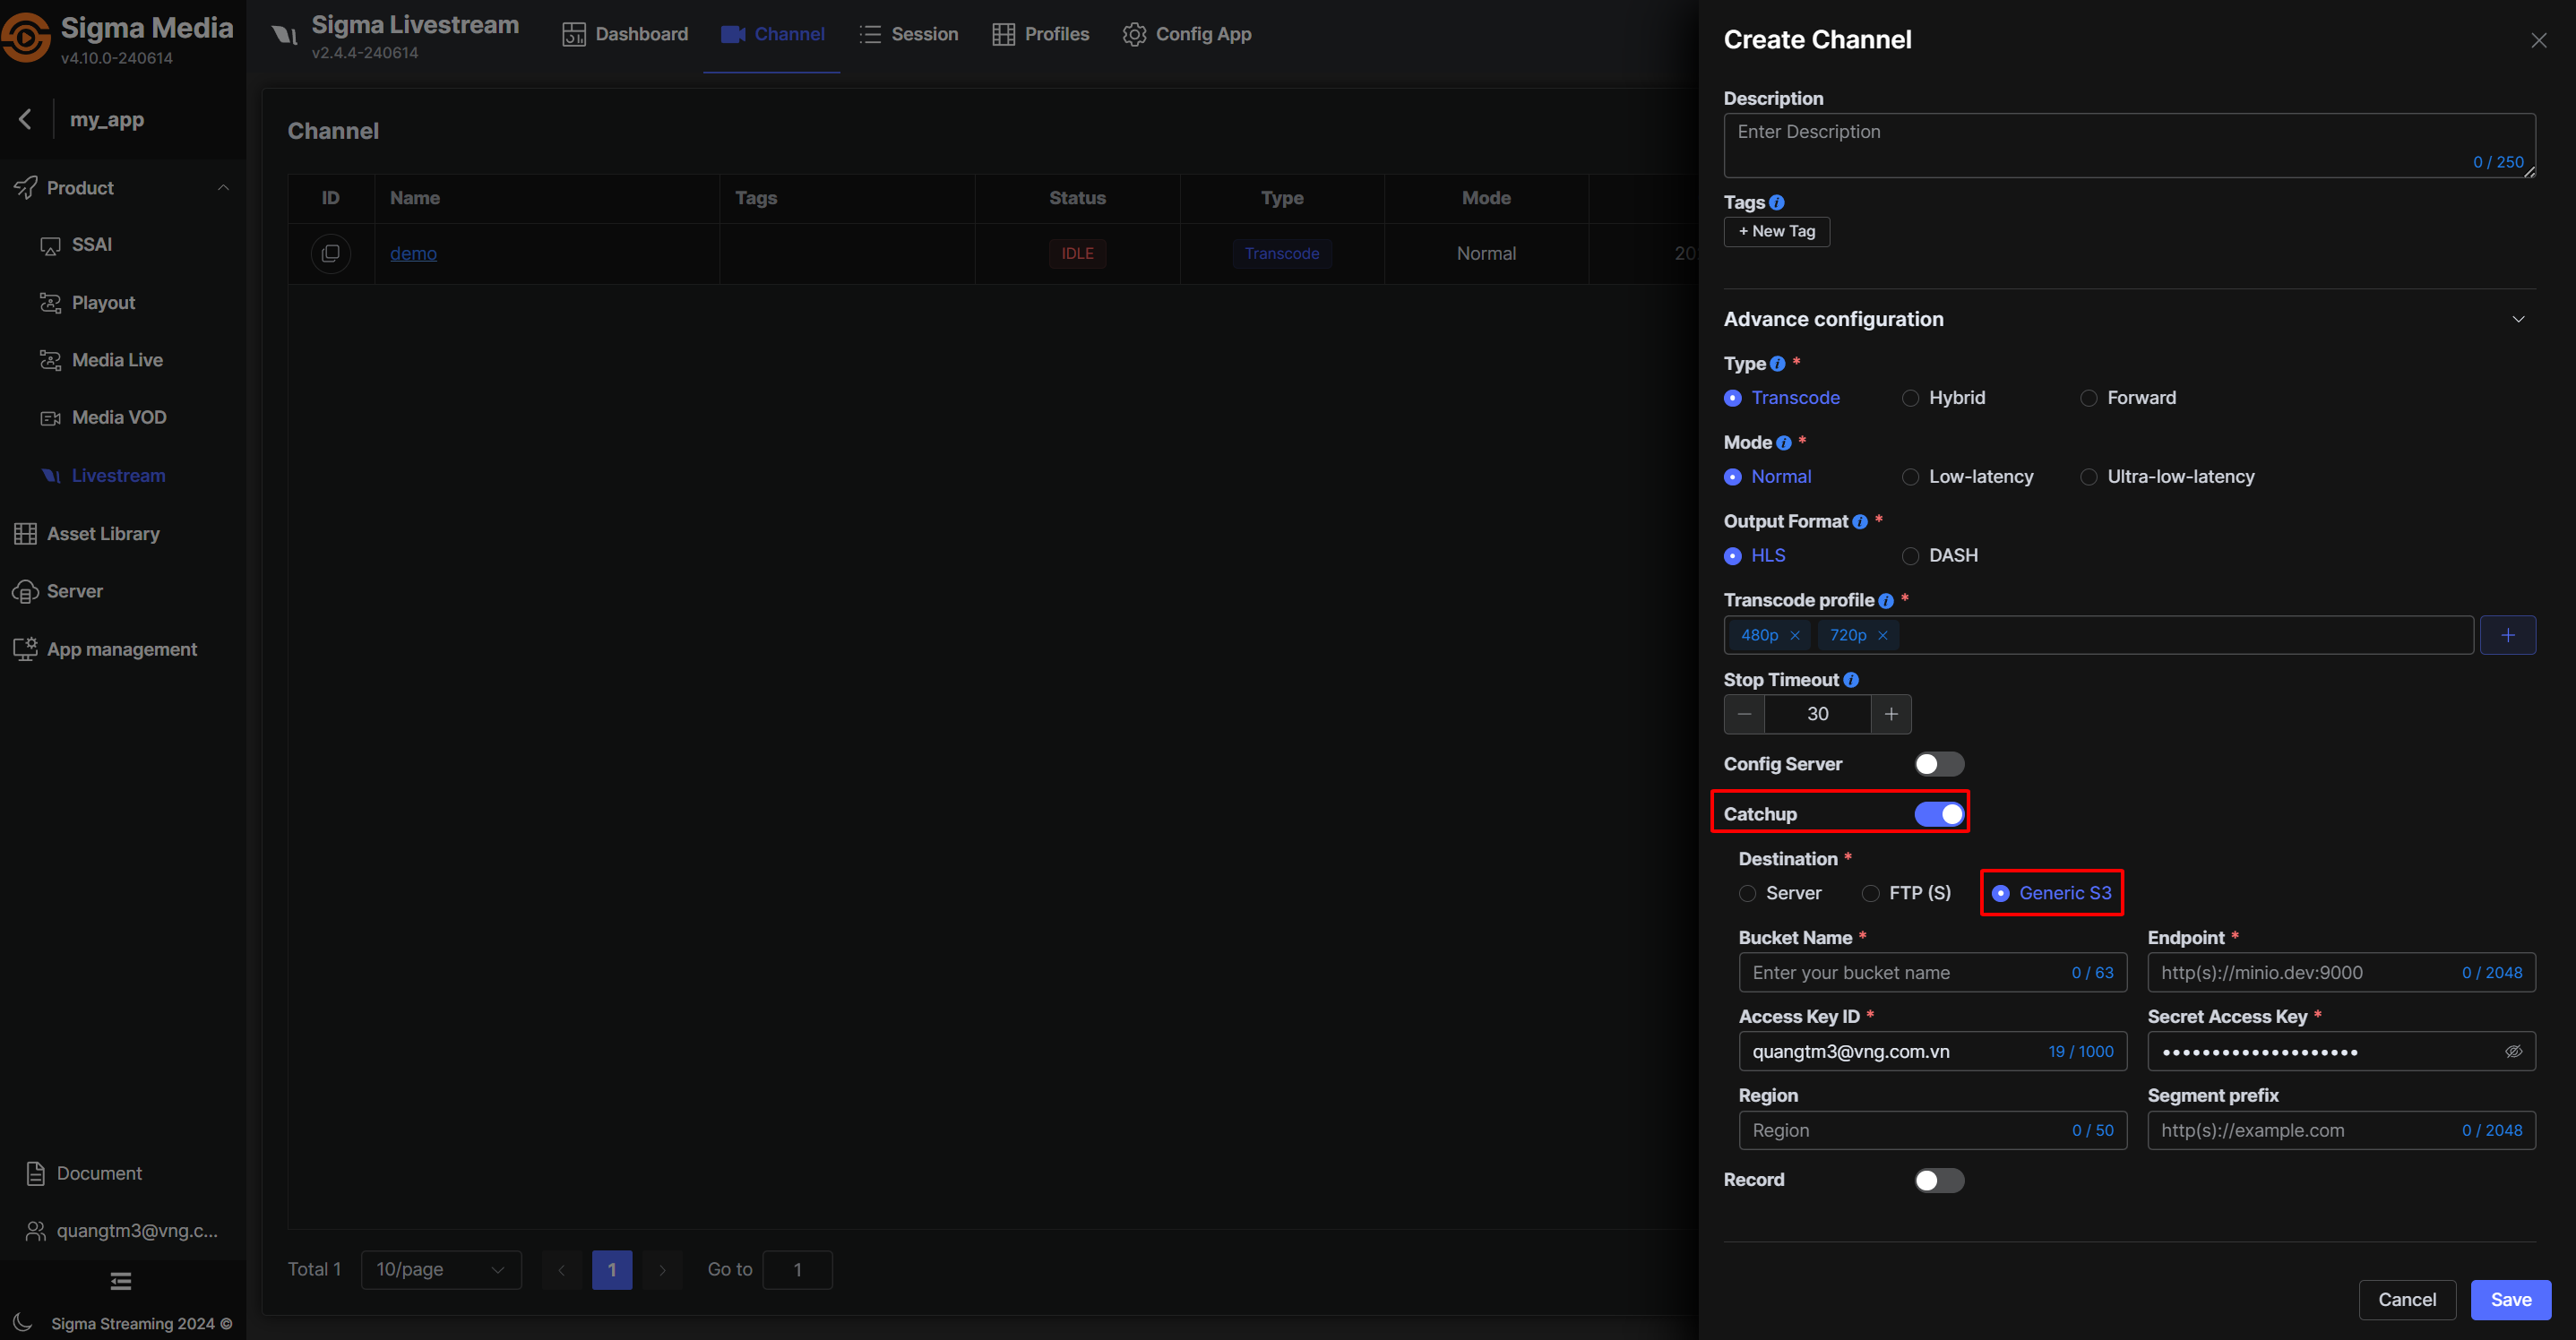 Sigma Media
v4.10.0-240614
my_app
Product
SSAI
Playout
Media Live
Media VOD
Livestream
Asset Library
Server
App management
Document
quangtm3@vng.c...
Sigma Streaming 2024 ©
Sigma Livestream
v2.4.4-240614
Dashboard
Channel
Session
Profiles
Config App
Channel
ID Name Tags Status Type Mode
demo IDLE Transcode Normal 20
Total 1 10/page 1 Go to 1
Create Channel
Description
Enter Description
0 / 250
Tags
+ New Tag
Advance configuration
Type *
Transcode Hybrid Forward
Mode *
Normal Low-latency Ultra-low-latency
Output Format *
HLS DASH
Transcode profile *
480p × 720p × +
Stop Timeout
− 30 +
Config Server
Catchup
Destination *
Server FTP (S) Generic S3
Bucket Name * Endpoint *
Enter your bucket name 0 / 63 http(s)://minio.dev:9000 0 / 2048
Access Key ID * Secret Access Key *
quangtm3@vng.com.vn 19 / 1000 ••••••••••••••••••••
Region Segment prefix
Region 0 / 50 http(s)://example.com 0 / 2048
Record
Cancel Save